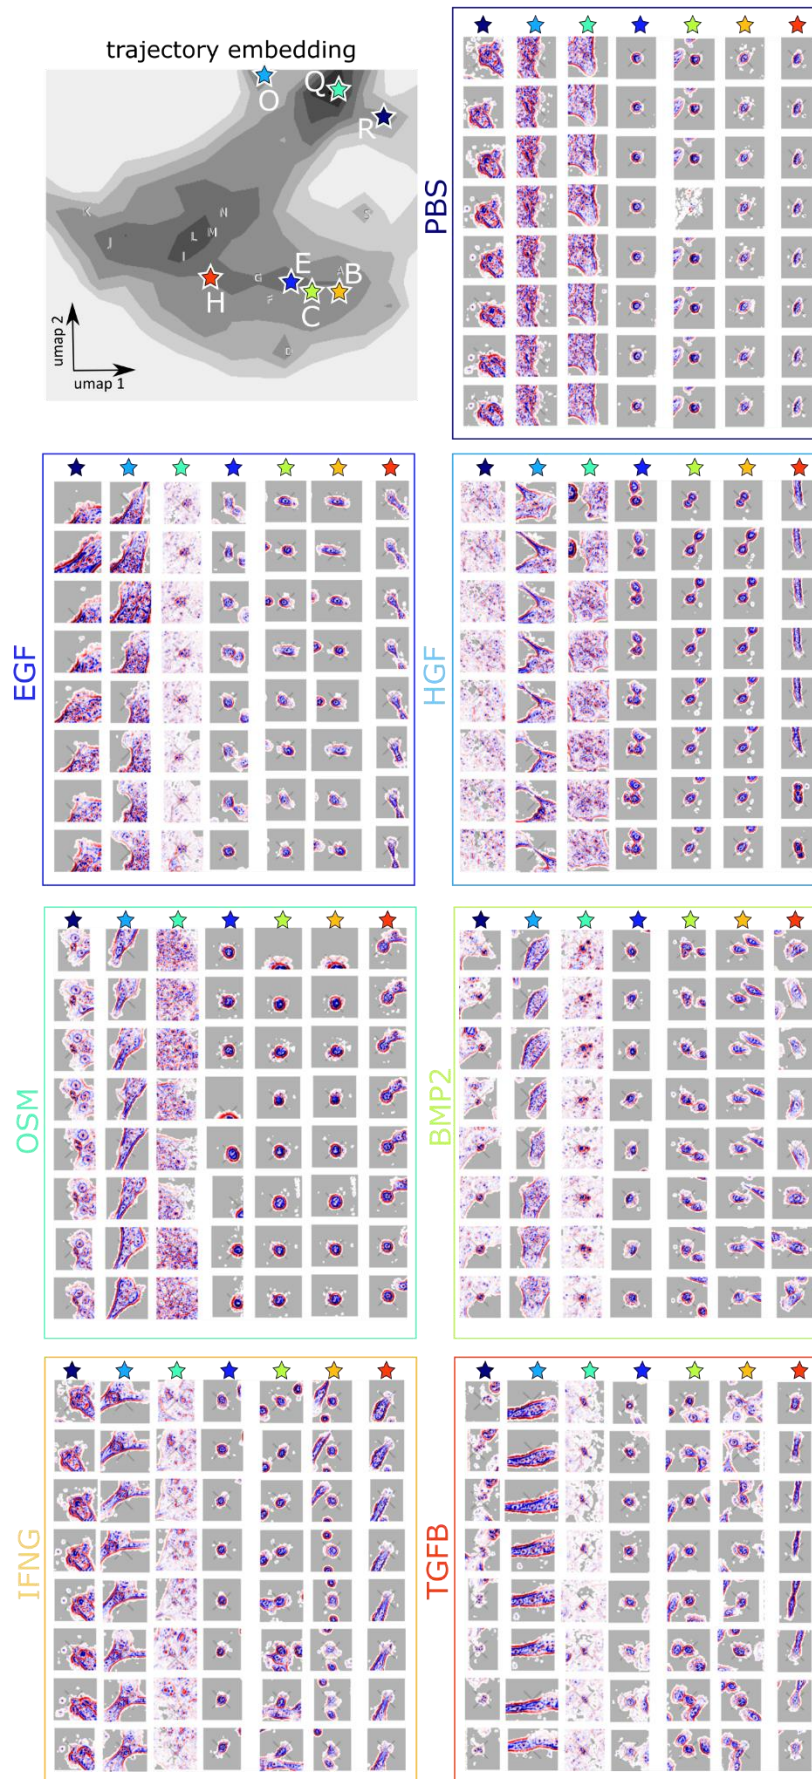 trajectory embedding
O
Q
R
K
N
S
J
L
M
I
G
E
A
B
H
F
C
D
umap 2
umap 1
PBS
EGF
HGF
OSM
BMP2
IFNG
TGFB